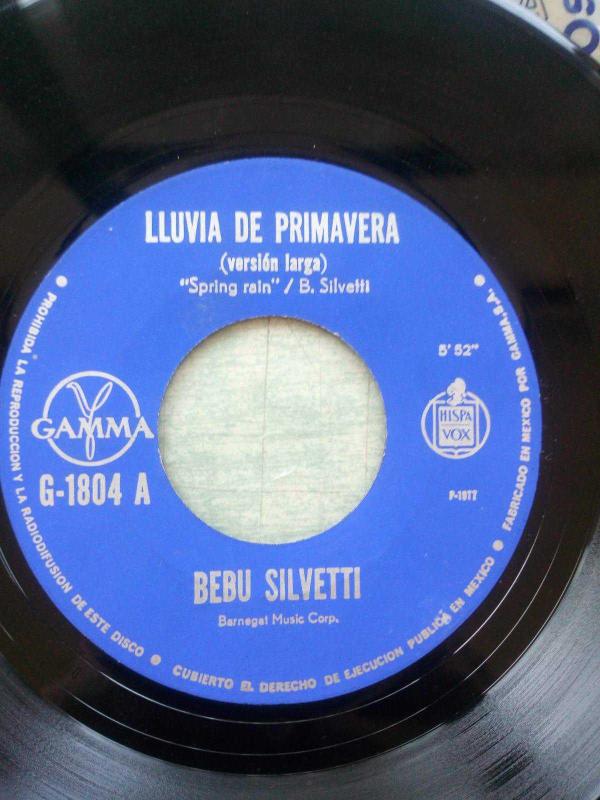 LLUVIA DE PRIMAVERA
(versión larga)
"Spring rain" / B. Silvetti
5' 52"
GAMMA
HISPA
VOX
G-1804 A
P-1977
BEBU SILVETTI
Barnegat Music Corp.
• PROHIBIDA LA REPRODUCCION Y LA RADIODIFUSION DE ESTE DISCO • CUBIERTO EL DERECHO DE EJECUCION PUBLICA EN MEXICO • FABRICADO EN MEXICO POR GAMMA, S.A. •